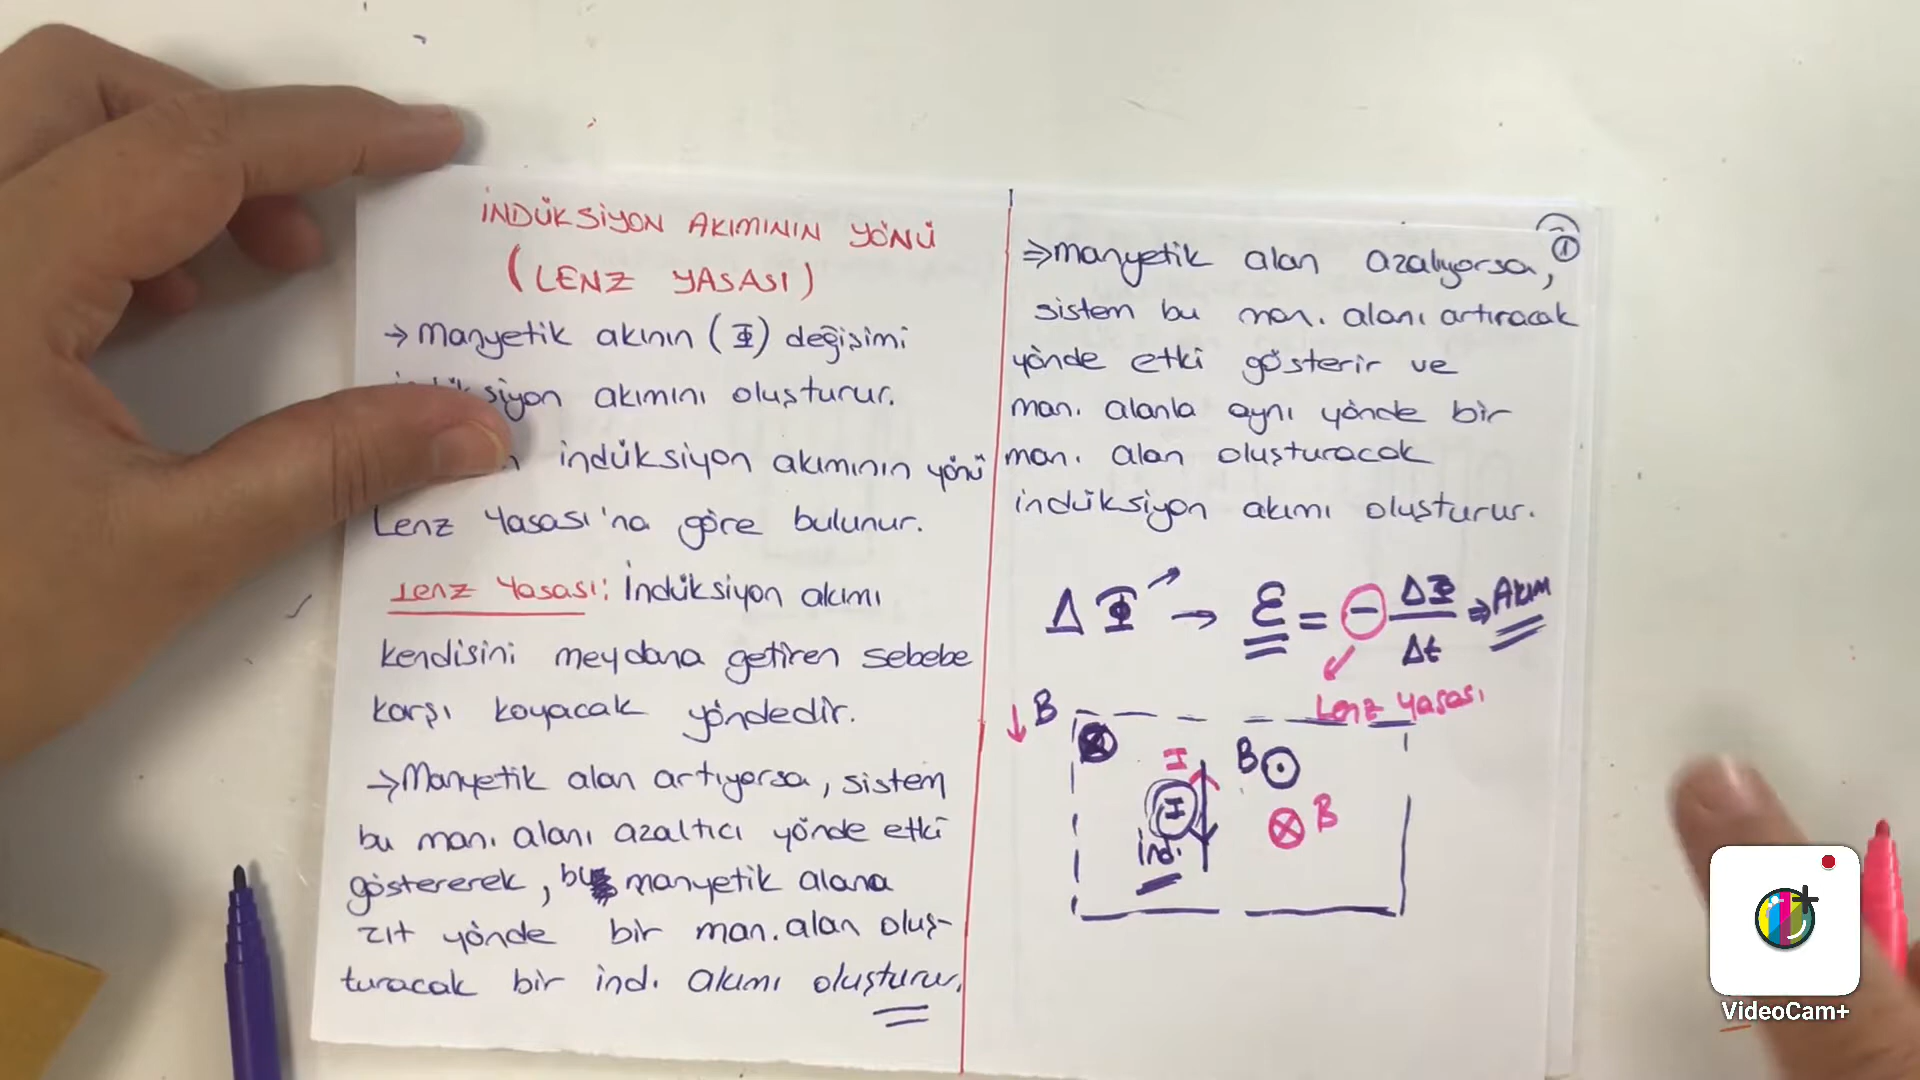 İNDÜKSİYON AKIMININ YÖNÜ
(LENZ YASASI)
→ Manyetik akının (Φ) değişimi
siyon akımını oluşturur.
indüksiyon akımının yönü
Lenz Yasası'na göre bulunur.
Lenz Yasası: İndüksiyon akımı
kendisini meydana getiren sebebe
karşı koyacak yöndedir.
→ Manyetik alan artıyorsa, sistem
bu man. alanı azaltıcı yönde etki
göstererek, bu manyetik alana
zıt yönde bir man. alan oluş-
turacak bir ind. akımı oluşturur.
①
⇒ manyetik alan azalıyorsa,
sistem bu man. alanı artıracak
yönde etki gösterir ve
man. alanla aynı yönde bir
man. alan oluşturacak
indüksiyon akımı oluşturur.
ΔΦ → ε = - ΔΦ/Δt ⇒ Akım
Lenz Yasası
↓ B
I B ⊙
I ⊗ B
ind.
VideoCam+